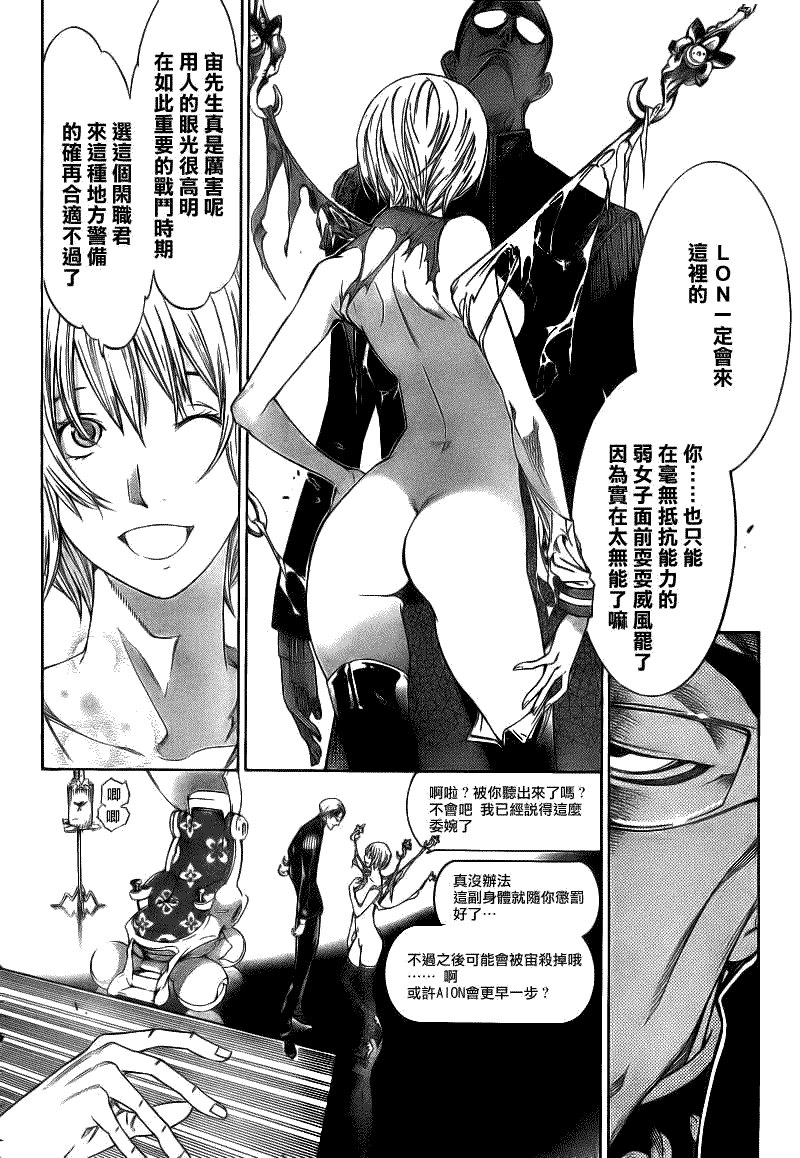 LON一定會來
這裡的
你……也只能
在毫無抵抗能力的
弱女子面前耍耍威風罷了
因為實在太無能了嘛
宙先生真是厲害呢
用人的眼光很高明
在如此重要的戰鬥時期
選這個閑職君
來這種地方警備
的確再合適不過了
啊啦？被你聽出來了嗎？
不會吧 我已經説得這麼
委婉了
真沒辦法
這副身體就隨你懲罰
好了…
不過之後可能會被宙殺掉哦
…… 啊
或許AION會更早一步？
唧
唧